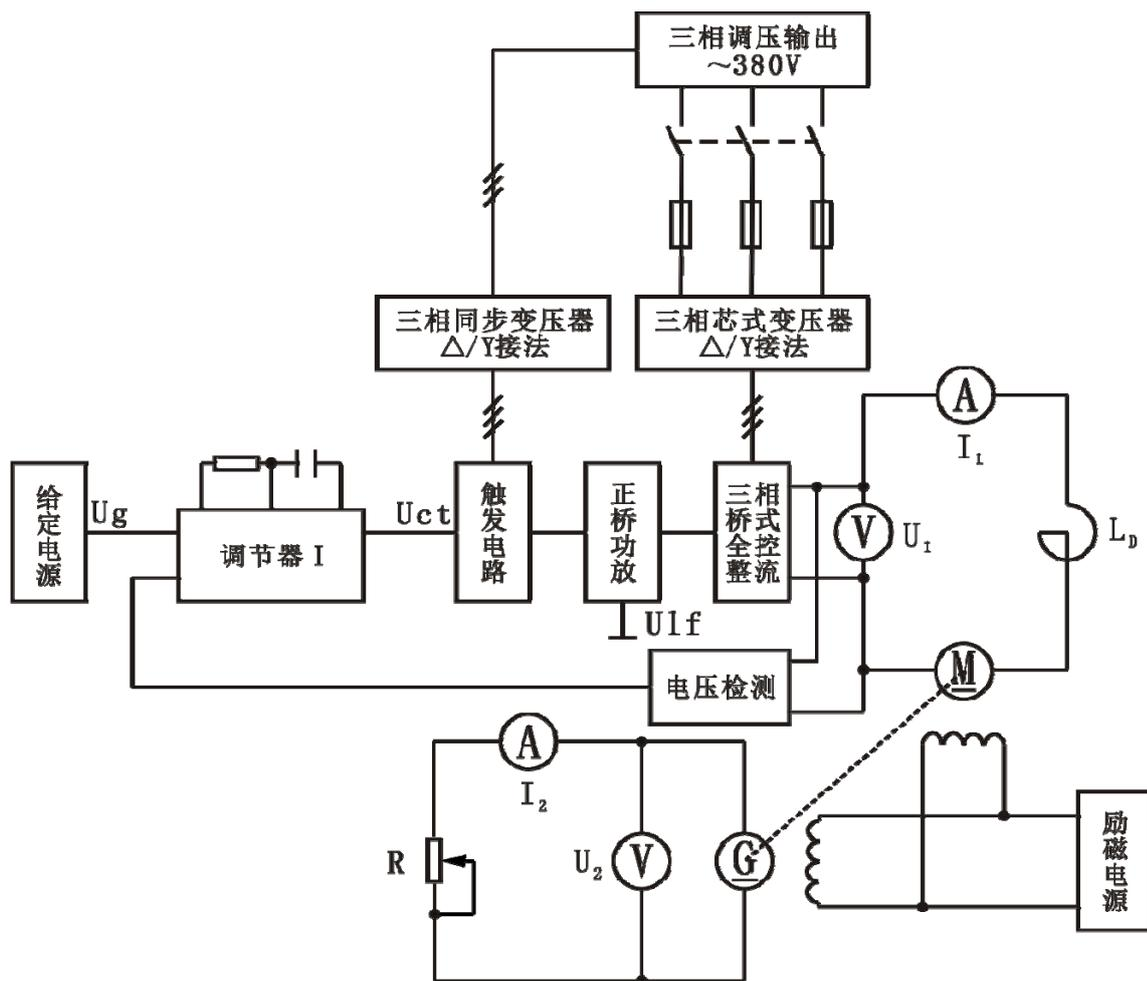 三相调压输出
～380V
三相同步变压器
△/Y接法
三相芯式变压器
△/Y接法
A
I₁
给定电源
Ug
调节器 I
Uct
触发电路
正桥功放
三相桥式全控整流
V
U₁
L_D
Ulf
电压检测
M
A
I₂
R
U₂
V
G
励磁电源